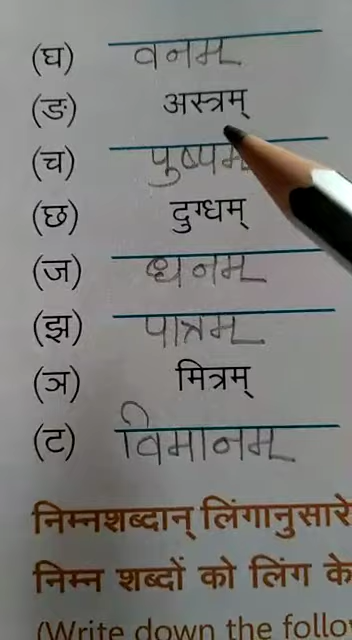 (घ) वनम्
(ङ) अस्त्रम्
(च) पुष्पम्
(छ) दुग्धम्
(ज) धनम्
(झ) पात्रम्
(ञ) मित्रम्
(ट) विमानम्
निम्नशब्दान् लिंगानुसारे
निम्न शब्दों को लिंग के
(Write down the follo